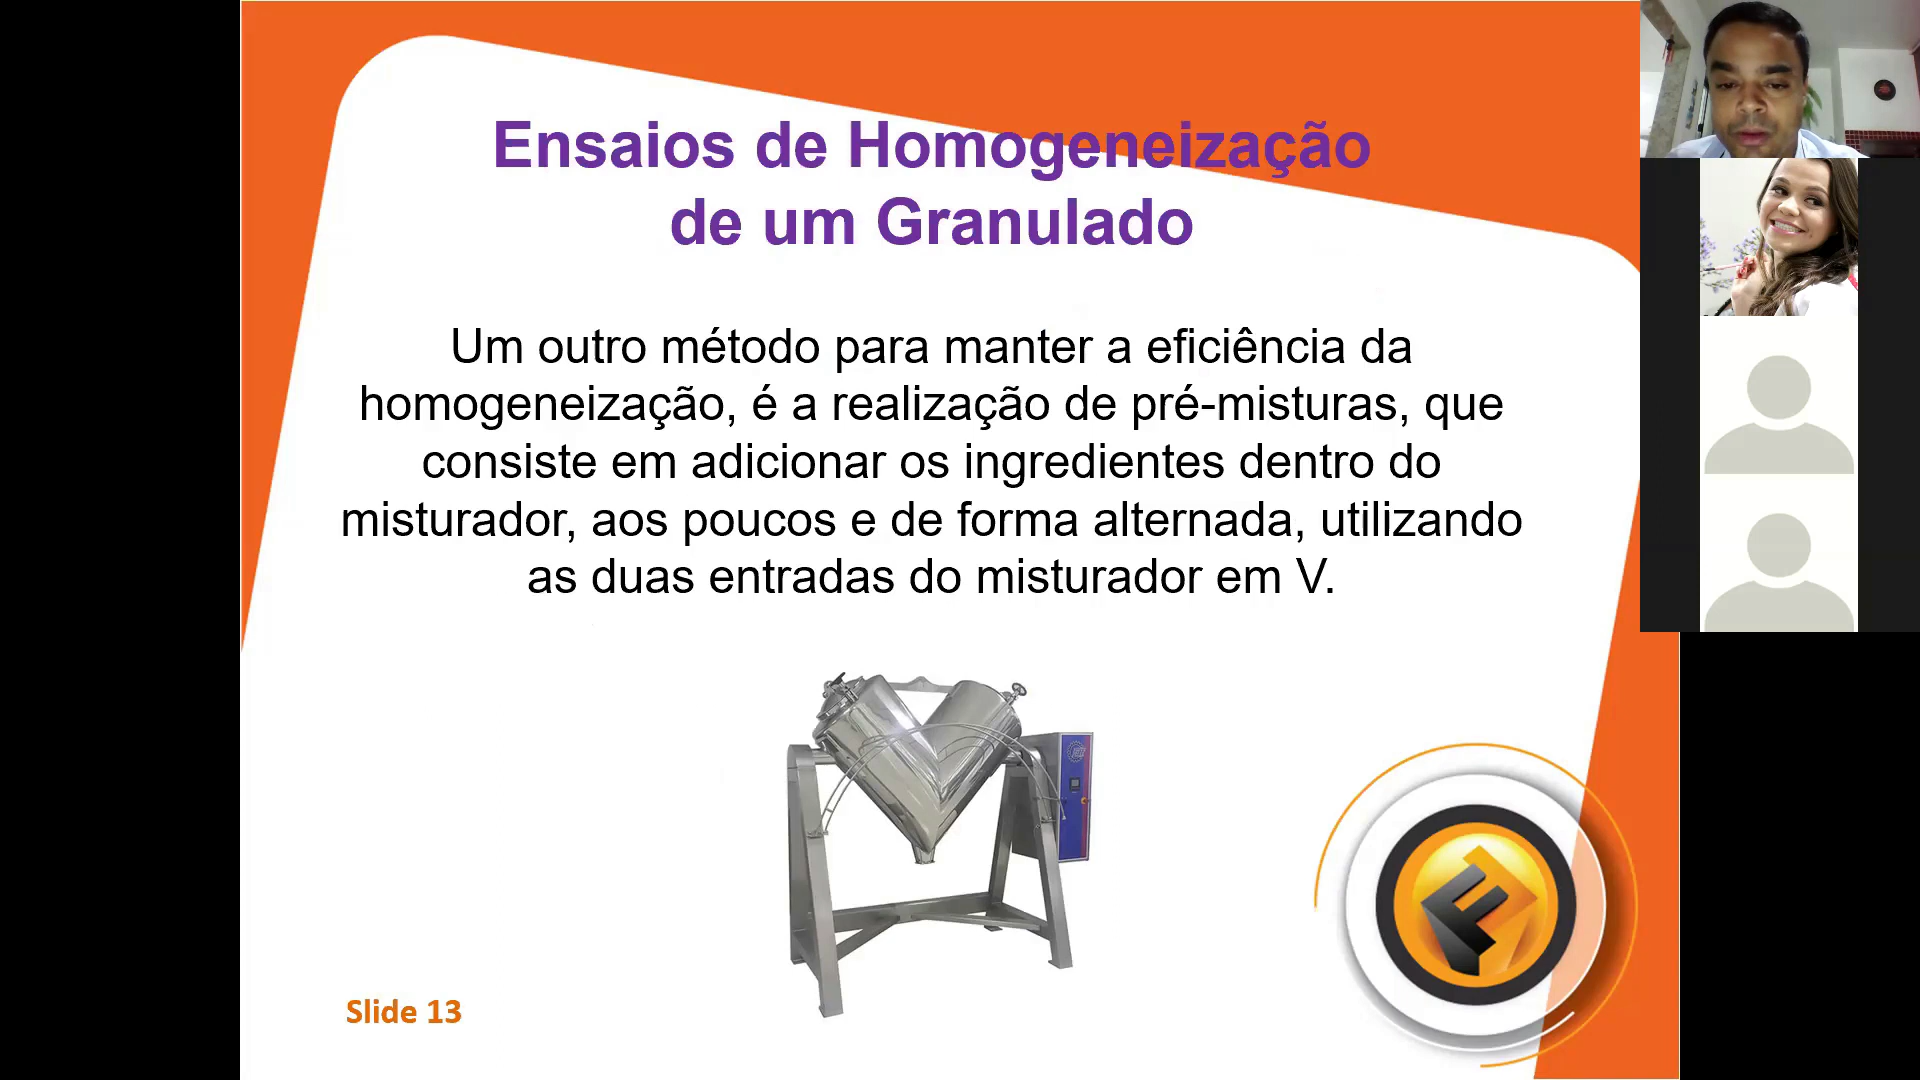 Ensaios de Homogeneização
de um Granulado
Um outro método para manter a eficiência da
homogeneização, é a realização de pré-misturas, que
consiste em adicionar os ingredientes dentro do
misturador, aos poucos e de forma alternada, utilizando
as duas entradas do misturador em V.
Slide 13